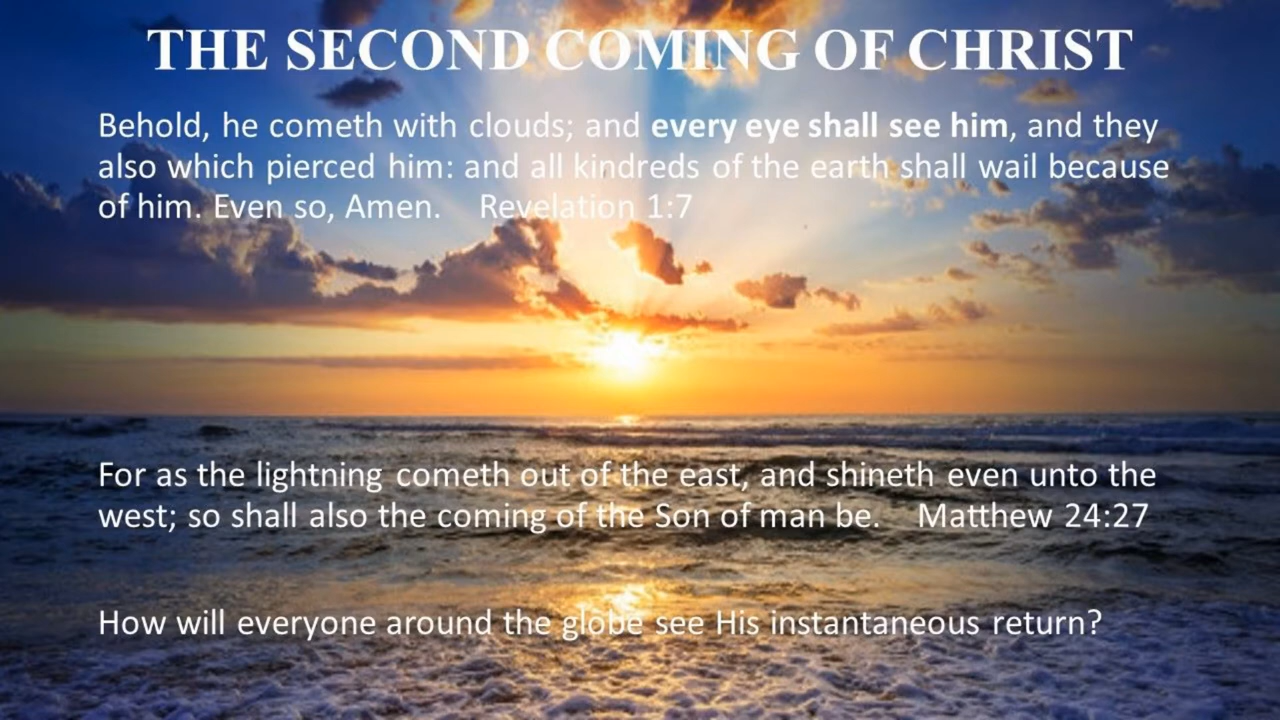 THE SECOND COMING OF CHRIST
Behold, he cometh with clouds; and every eye shall see him, and they
also which pierced him: and all kindreds of the earth shall wail because
of him. Even so, Amen. Revelation 1:7
For as the lightning cometh out of the east, and shineth even unto the
west; so shall also the coming of the Son of man be. Matthew 24:27
How will everyone around the globe see His instantaneous return?